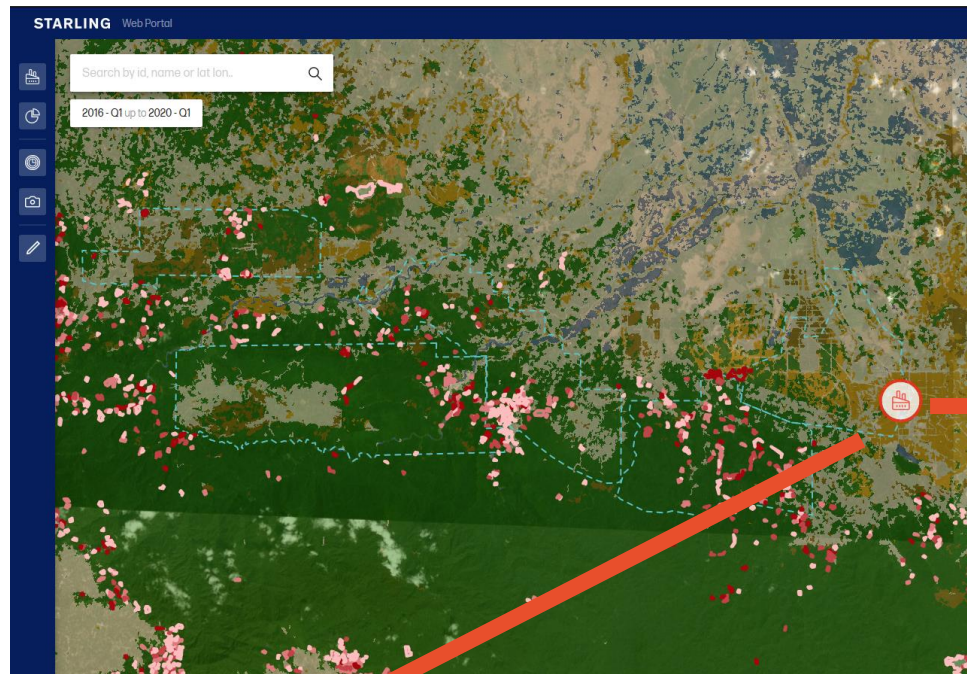 STARLING Web Portal
Search by id, name or lat lon..
2016 - Q1 up to 2020 - Q1